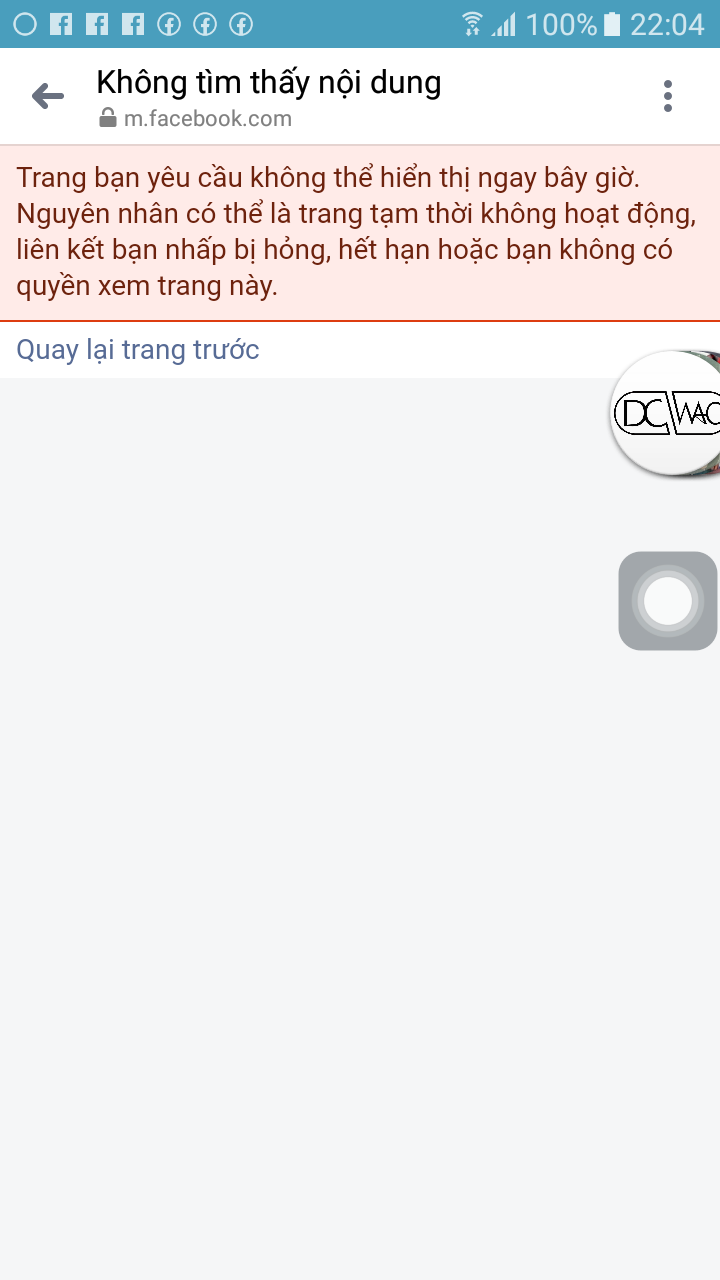 100% 22:04
Không tìm thấy nội dung
m.facebook.com
Trang bạn yêu cầu không thể hiển thị ngay bây giờ.
Nguyên nhân có thể là trang tạm thời không hoạt động,
liên kết bạn nhấp bị hỏng, hết hạn hoặc bạn không có
quyền xem trang này.
Quay lại trang trước
DC